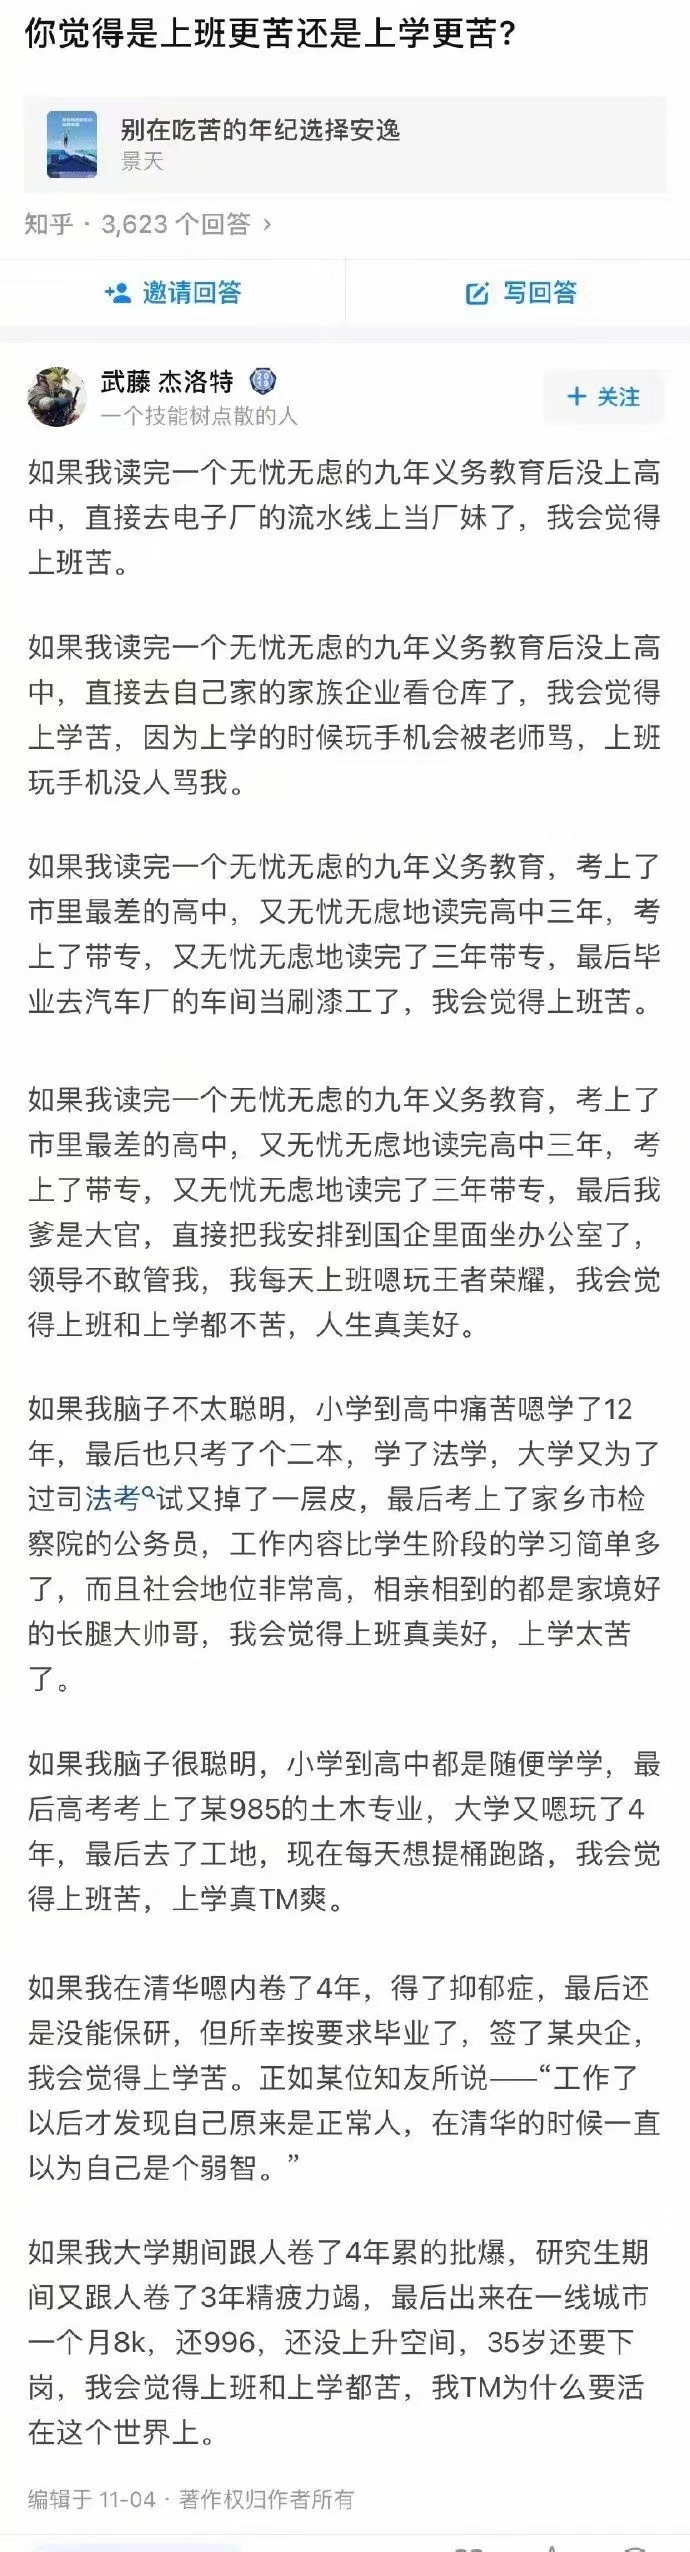 你觉得是上班更苦还是上学更苦?
别在吃苦的年纪选择安逸
景天
知乎 · 3,623 个回答 ›
邀请回答
写回答
武藤 杰洛特
一个技能树点散的人
+ 关注
如果我读完一个无忧无虑的九年义务教育后没上高
中，直接去电子厂的流水线上当厂妹了，我会觉得
上班苦。
如果我读完一个无忧无虑的九年义务教育后没上高
中，直接去自己家的家族企业看仓库了，我会觉得
上学苦，因为上学的时候玩手机会被老师骂，上班
玩手机没人骂我。
如果我读完一个无忧无虑的九年义务教育，考上了
市里最差的高中，又无忧无虑地读完高中三年，考
上了带专，又无忧无虑地读完了三年带专，最后毕
业去汽车厂的车间当刷漆工了，我会觉得上班苦。
如果我读完一个无忧无虑的九年义务教育，考上了
市里最差的高中，又无忧无虑地读完高中三年，考
上了带专，又无忧无虑地读完了三年带专，最后我
爹是大官，直接把我安排到国企里面坐办公室了，
领导不敢管我，我每天上班嗯玩王者荣耀，我会觉
得上班和上学都不苦，人生真美好。
如果我脑子不太聪明，小学到高中痛苦嗯学了12
年，最后也只考了个二本，学了法学，大学又为了
过司法考试又掉了一层皮，最后考上了家乡市检
察院的公务员，工作内容比学生阶段的学习简单多
了，而且社会地位非常高，相亲相到的都是家境好
的长腿大帅哥，我会觉得上班真美好，上学太苦
了。
如果我脑子很聪明，小学到高中都是随便学学，最
后高考考上了某985的土木专业，大学又嗯玩了4
年，最后去了工地，现在每天想提桶跑路，我会觉
得上班苦，上学真TM爽。
如果我在清华嗯内卷了4年，得了抑郁症，最后还
是没能保研，但所幸按要求毕业了，签了某央企，
我会觉得上学苦。正如某位知友所说——“工作了
以后才发现自己原来是正常人，在清华的时候一直
以为自己是个弱智。”
如果我大学期间跟人卷了4年累的批爆，研究生期
间又跟人卷了3年精疲力竭，最后出来在一线城市
一个月8k，还996，还没上升空间，35岁还要下
岗，我会觉得上班和上学都苦，我TM为什么要活
在这个世界上。
编辑于 11-04 · 著作权归作者所有